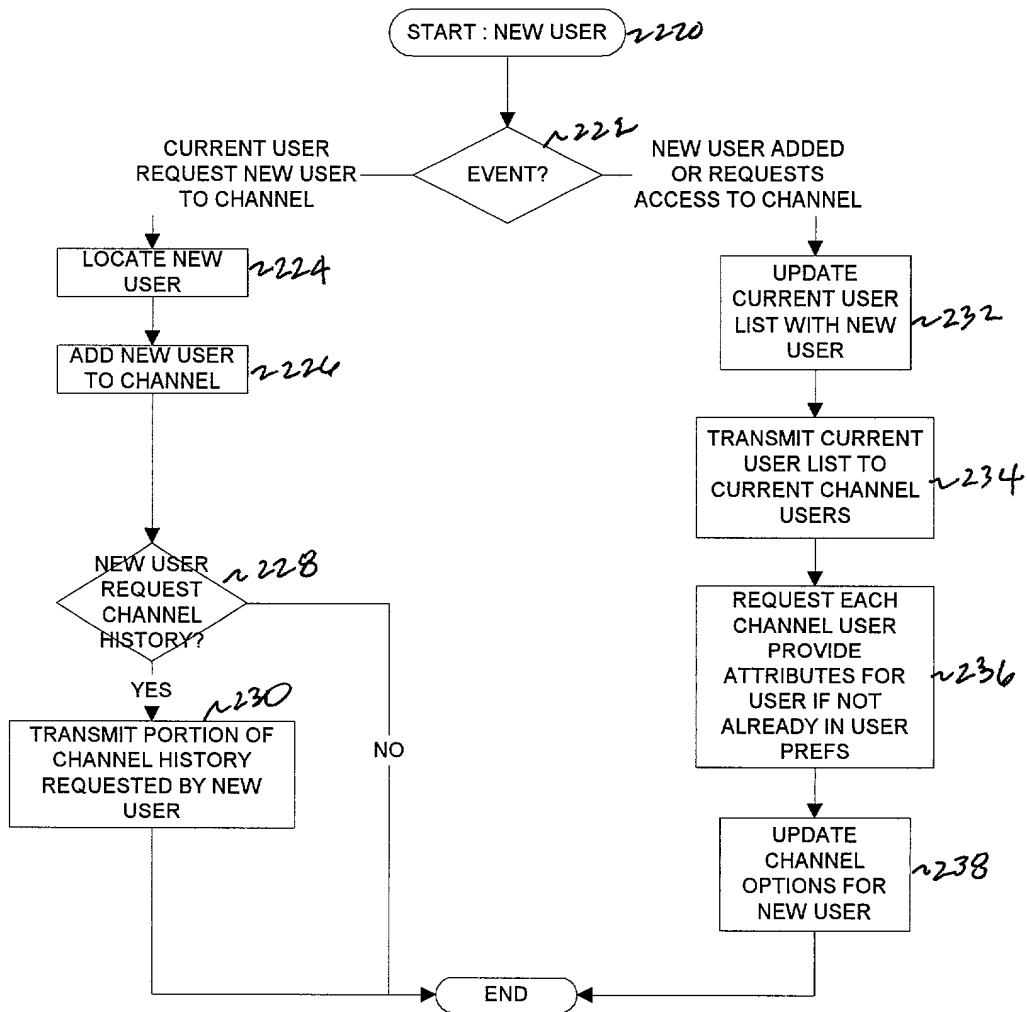 START : NEW USER
~220
~222
EVENT?
CURRENT USER
REQUEST NEW USER
TO CHANNEL
NEW USER ADDED
OR REQUESTS
ACCESS TO CHANNEL
LOCATE NEW
USER
~224
ADD NEW USER
TO CHANNEL
~226
NEW USER
REQUEST
CHANNEL
HISTORY?
~228
YES
~230
TRANSMIT PORTION OF
CHANNEL HISTORY
REQUESTED BY NEW
USER
NO
UPDATE
CURRENT USER
LIST WITH NEW
USER
~232
TRANSMIT CURRENT
USER LIST TO
CURRENT CHANNEL
USERS
~234
REQUEST EACH
CHANNEL USER
PROVIDE
ATTRIBUTES FOR
USER IF NOT
ALREADY IN USER
PREFS
~236
UPDATE
CHANNEL
OPTIONS FOR
NEW USER
~238
END